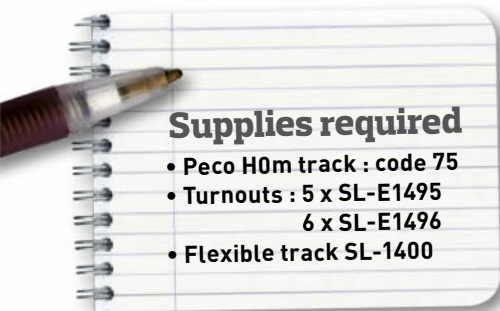 Supplies required
• Peco H0m track : code 75
• Turnouts : 5 x SL-E1495
6 x SL-E1496
• Flexible track SL-1400